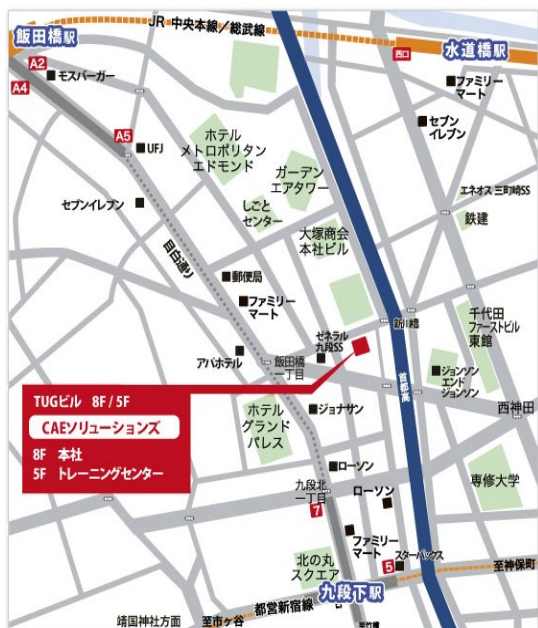 JR 中央本線／総武線
飯田橋駅
水道橋駅
西口
A2
モスバーガー
A4
ファミリー
マート
セブン
イレブン
A5
UFJ
ホテル
メトロポリタン
エドモンド
ガーデン
エアタワー
エネオス 三崎町SS
セブンイレブン
しごと
センター
鉄建
大塚商会
本社ビル
目白通り
郵便局
ファミリー
マート
千代田
ファーストビル
東館
ゼネラル
九段SS
アパホテル
飯田橋
一丁目
ジョンソン
エンド
ジョンソン
首都高
西神田
TUGビル 8F / 5F
CAEソリューションズ
8F 本社
5F トレーニングセンター
ホテル
グランド
パレス
ジョナサン
ローソン
専修大学
九段北
一丁目
7
ローソン
ファミリー
マート
スターバックス
北の丸
スクエア
5
至神保町
九段下駅
都営新宿線
靖国神社方面
至市ヶ谷
至竹橋